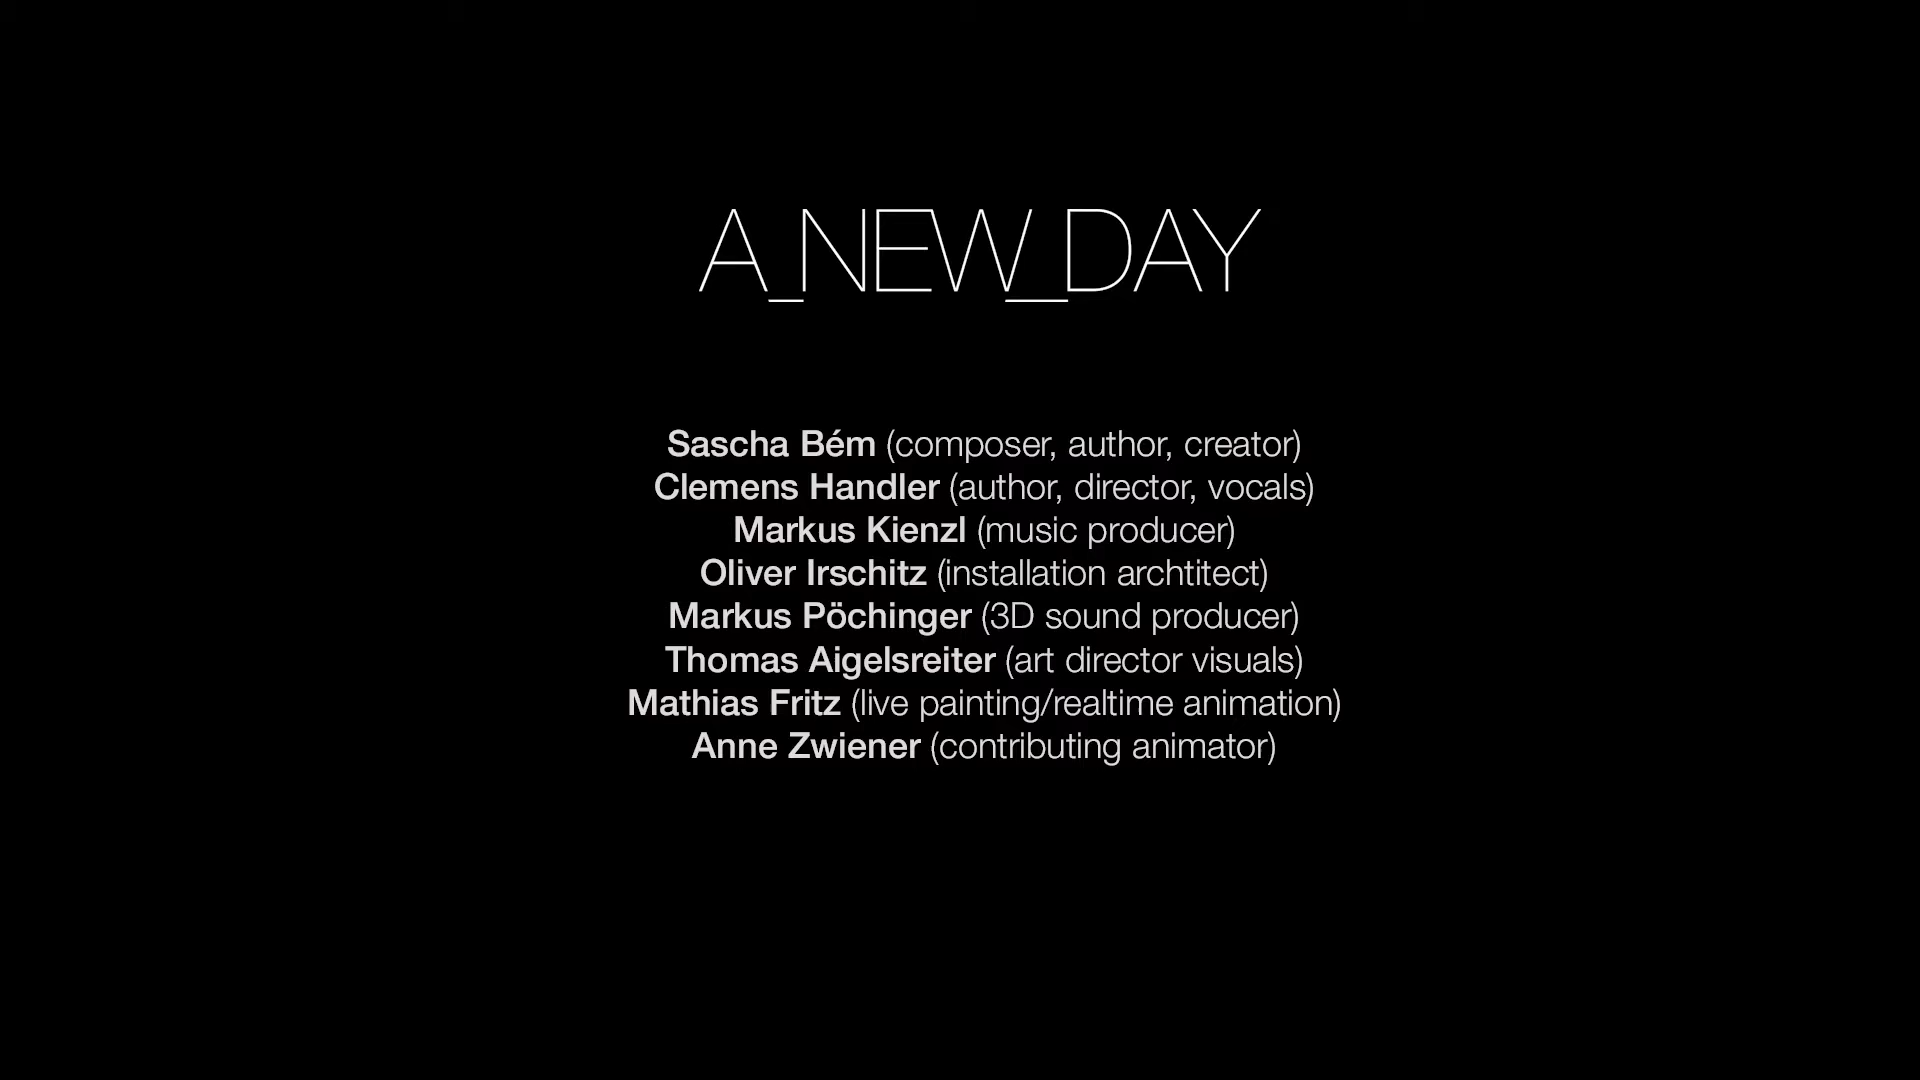 A_NEW__DAY
Sascha Bém (composer, author, creator)
Clemens Handler (author, director, vocals)
Markus Kienzl (music producer)
Oliver Irschitz (installation archtitect)
Markus Pöchinger (3D sound producer)
Thomas Aigelsreiter (art director visuals)
Mathias Fritz (live painting/realtime animation)
Anne Zwiener (contributing animator)